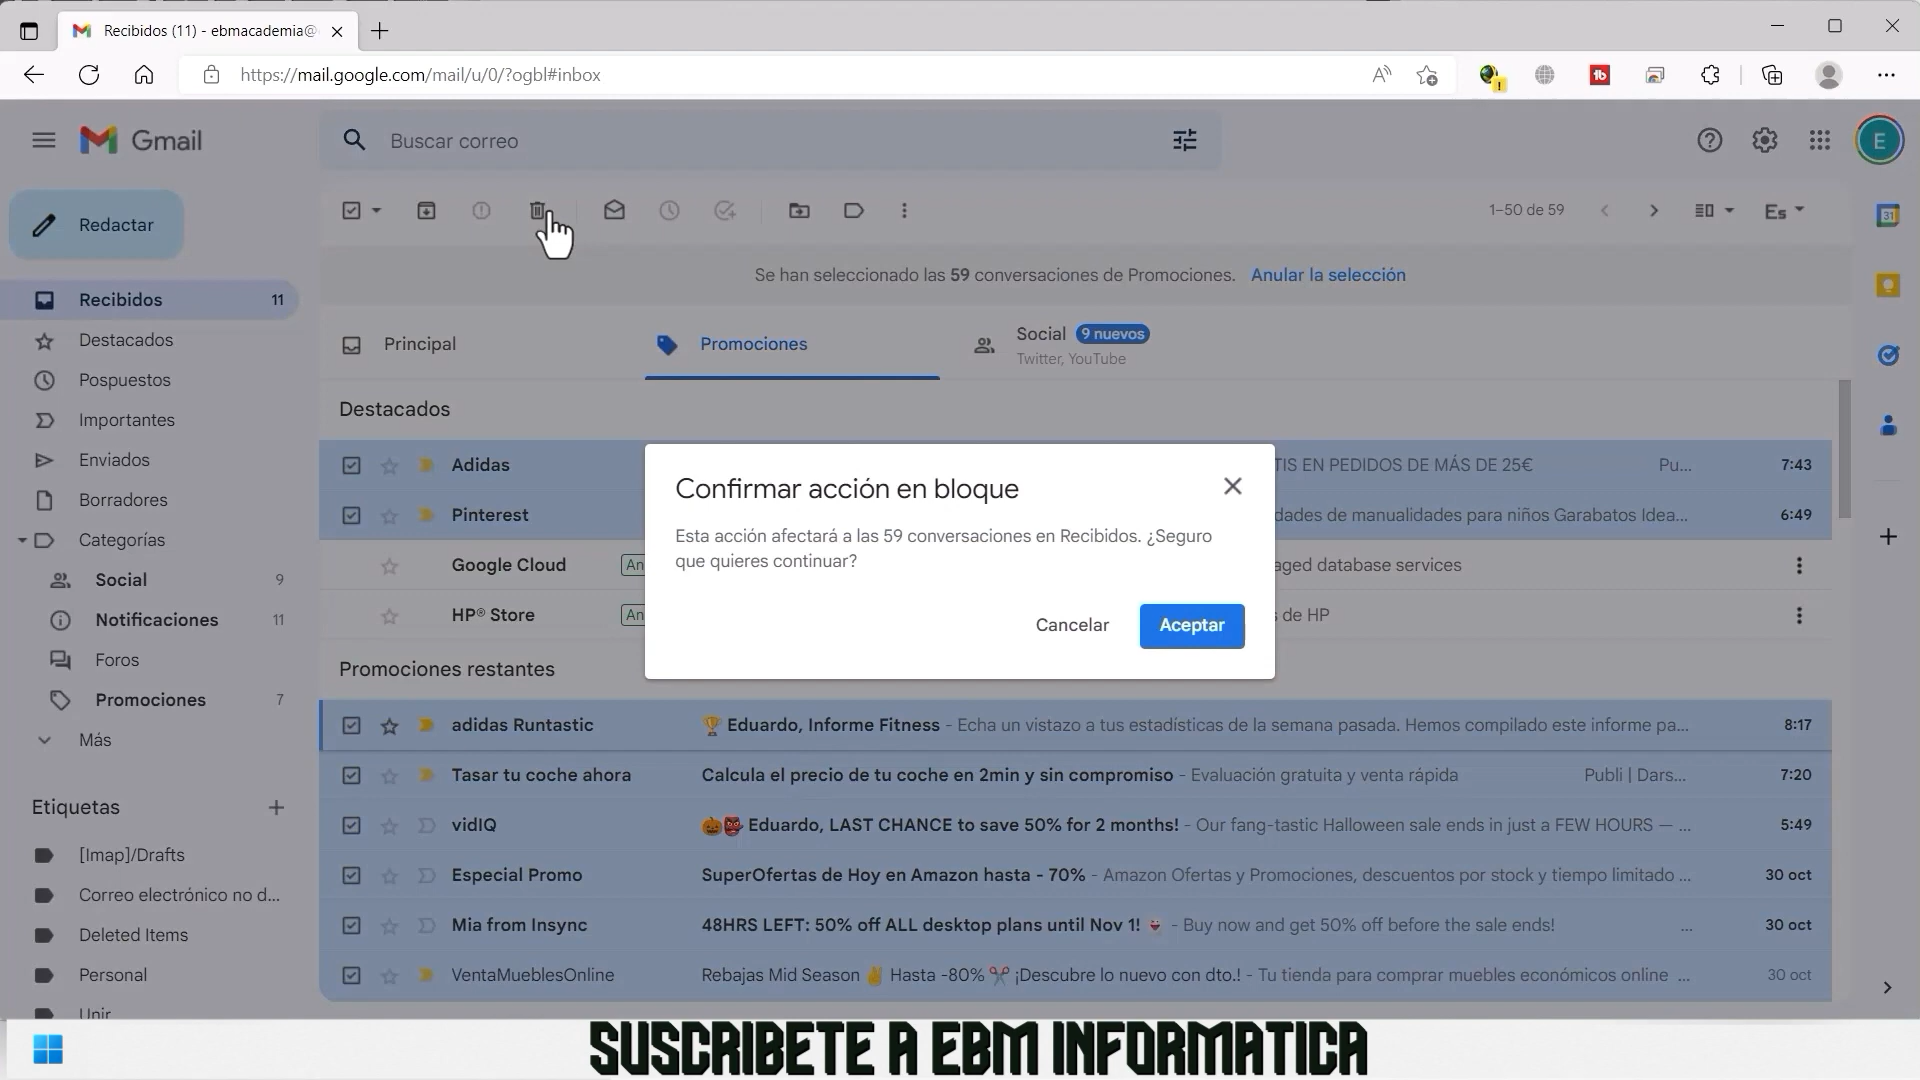 Recibidos (11) - ebmacademia@
https://mail.google.com/mail/u/0/?ogbl#inbox
Gmail
Buscar correo
E
Redactar
1–50 de 59
Es
31
Se han seleccionado las 59 conversaciones de Promociones. Anular la selección
Recibidos 11
Destacados
Pospuestos
Importantes
Enviados
Borradores
Categorías
Social 9
Notificaciones 11
Foros
Promociones 7
Más
Etiquetas
[Imap]/Drafts
Correo electrónico no d...
Deleted Items
Personal
Unir
Principal
Promociones
Social 9 nuevos
Twitter, YouTube
Destacados
Adidas TIS EN PEDIDOS DE MÁS DE 25€ Pu... 7:43
Pinterest dades de manualidades para niños Garabatos Idea... 6:49
Google Cloud An aged database services
HP® Store An s de HP
Confirmar acción en bloque
Esta acción afectará a las 59 conversaciones en Recibidos. ¿Seguro
que quieres continuar?
Cancelar Aceptar
Promociones restantes
adidas Runtastic 🏆 Eduardo, Informe Fitness - Echa un vistazo a tus estadísticas de la semana pasada. Hemos compilado este informe pa... 8:17
Tasar tu coche ahora Calcula el precio de tu coche en 2min y sin compromiso - Evaluación gratuita y venta rápida Publi | Dars... 7:20
vidIQ 🎃👺 Eduardo, LAST CHANCE to save 50% for 2 months! - Our fang-tastic Halloween sale ends in just a FEW HOURS — ... 5:49
Especial Promo SuperOfertas de Hoy en Amazon hasta - 70% - Amazon Ofertas y Promociones, descuentos por stock y tiempo limitado ... 30 oct
Mia from Insync 48HRS LEFT: 50% off ALL desktop plans until Nov 1! 👻 - Buy now and get 50% off before the sale ends! ... 30 oct
VentaMueblesOnline Rebajas Mid Season ✌ Hasta -80% ✂ ¡Descubre lo nuevo con dto.! - Tu tienda para comprar muebles económicos online ... 30 oct
SUSCRIBETE A EBM INFORMATICA